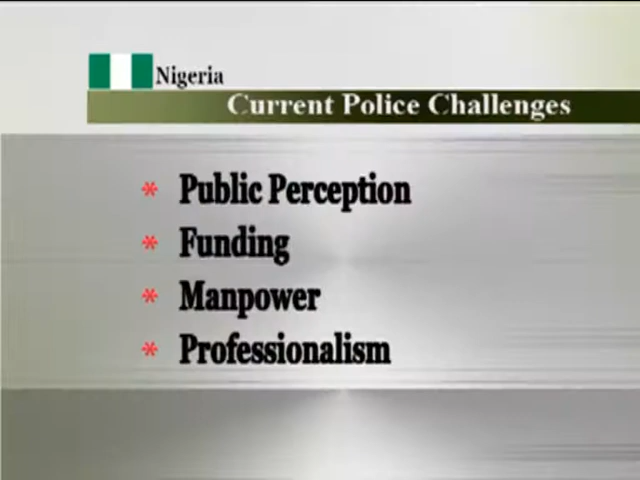 Nigeria
Current Police Challenges
* Public Perception
* Funding
* Manpower
* Professionalism